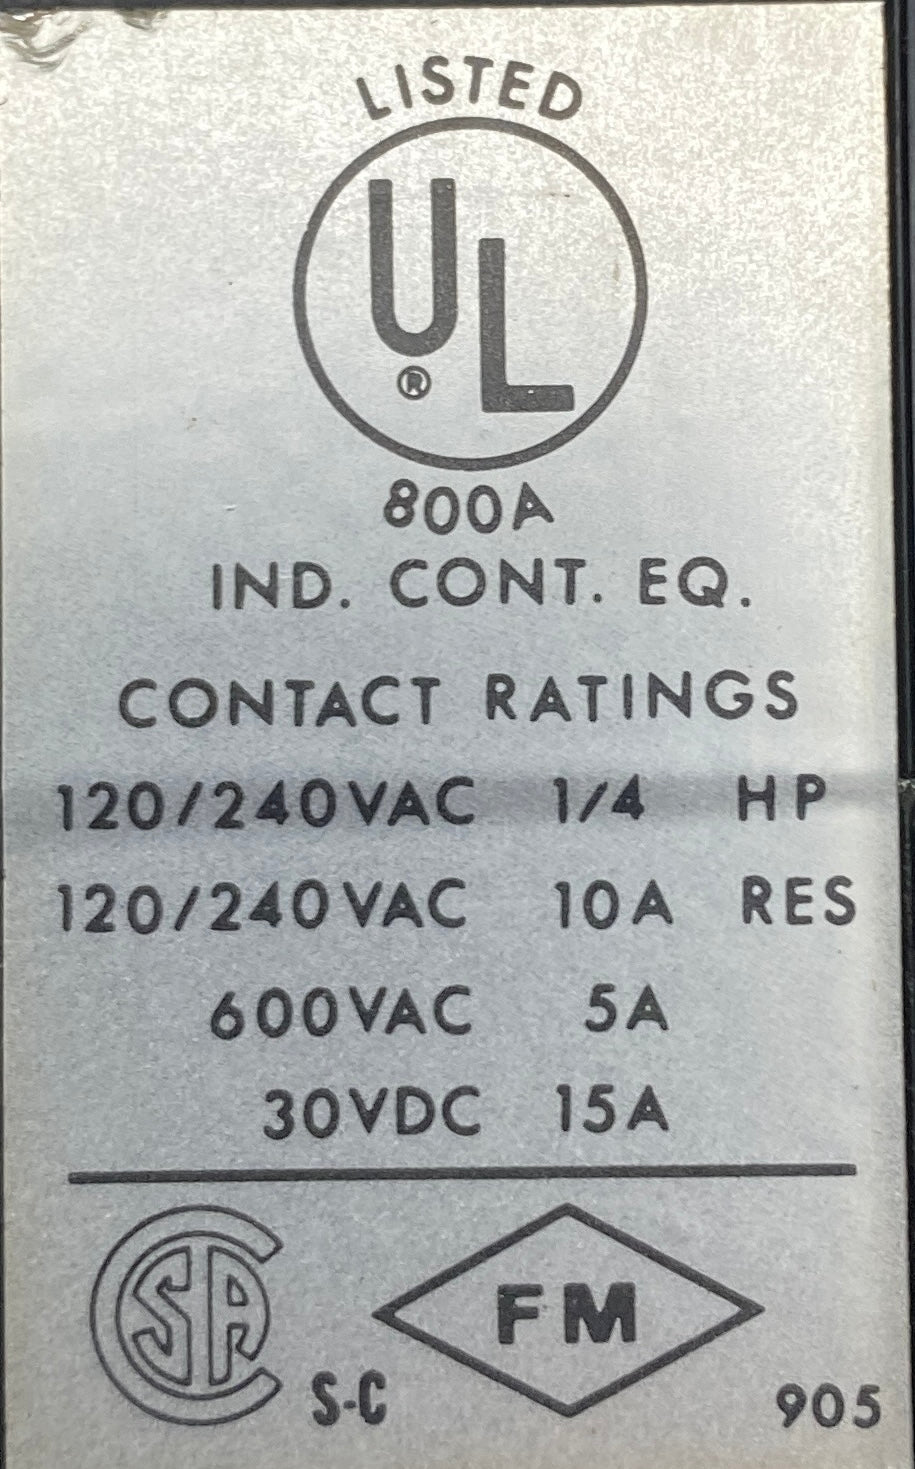 LISTED
UL
®
800A
IND. CONT. EQ.
CONTACT RATINGS
120/240VAC 1/4 HP
120/240VAC 10A RES
600VAC 5A
30VDC 15A
CSA S-C FM 905